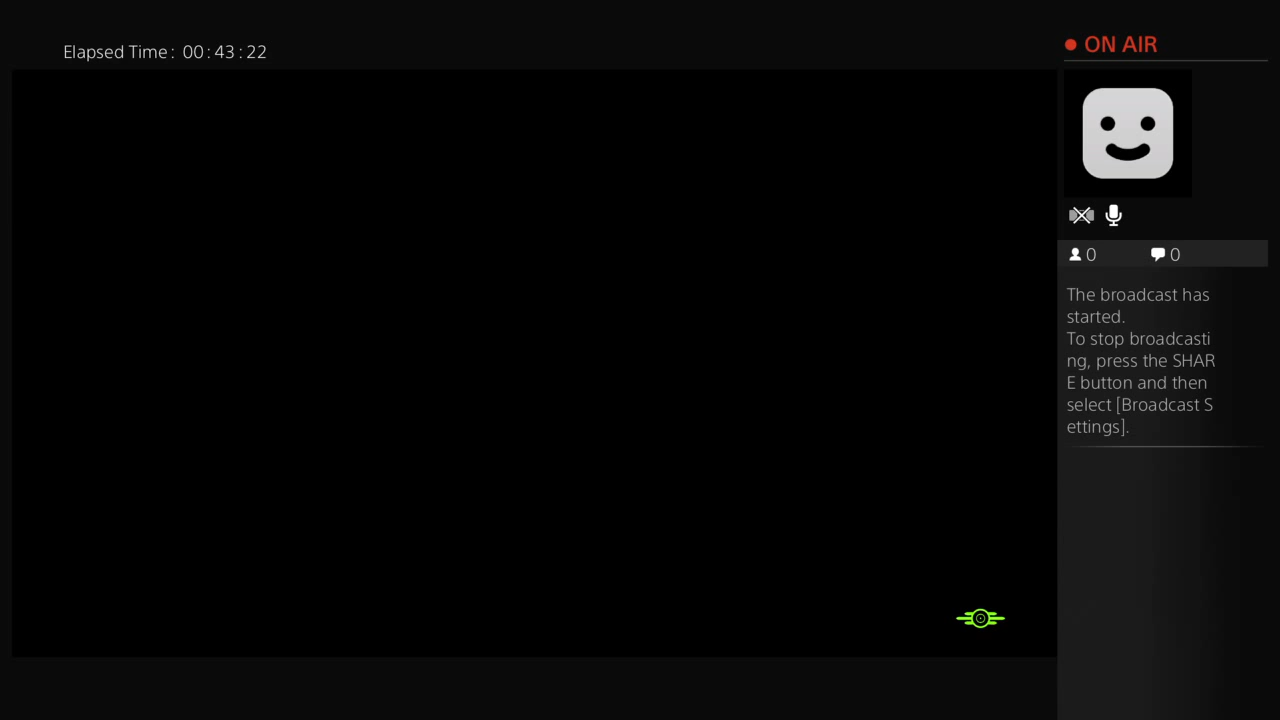 Elapsed Time: 00:43:22
ON AIR
0 0
The broadcast has
started.
To stop broadcasti
ng, press the SHAR
E button and then
select [Broadcast S
ettings].